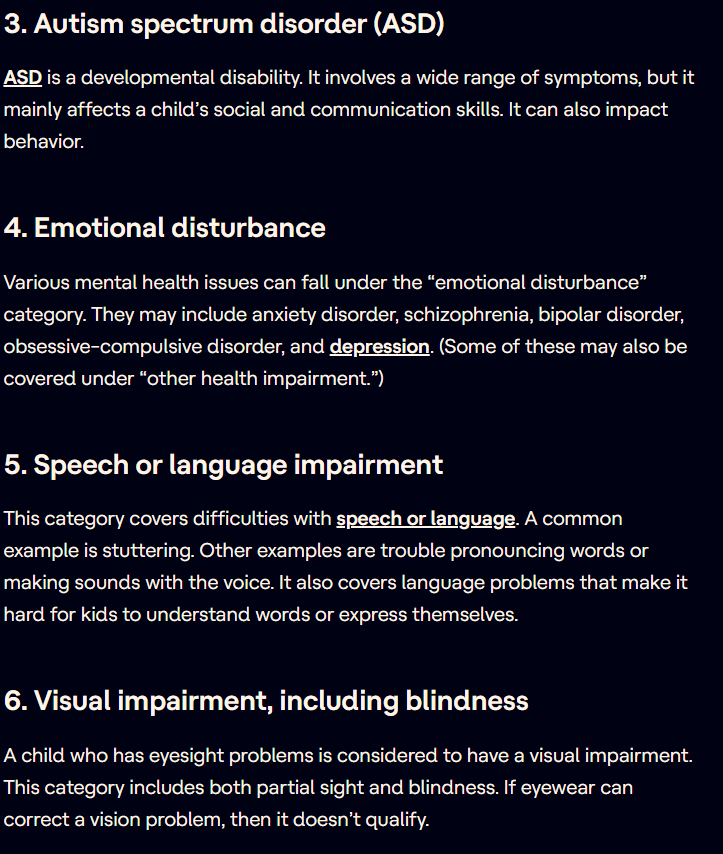 3. Autism spectrum disorder (ASD)
ASD is a developmental disability. It involves a wide range of symptoms, but it
mainly affects a child’s social and communication skills. It can also impact
behavior.
4. Emotional disturbance
Various mental health issues can fall under the “emotional disturbance”
category. They may include anxiety disorder, schizophrenia, bipolar disorder,
obsessive-compulsive disorder, and depression. (Some of these may also be
covered under “other health impairment.”)
5. Speech or language impairment
This category covers difficulties with speech or language. A common
example is stuttering. Other examples are trouble pronouncing words or
making sounds with the voice. It also covers language problems that make it
hard for kids to understand words or express themselves.
6. Visual impairment, including blindness
A child who has eyesight problems is considered to have a visual impairment.
This category includes both partial sight and blindness. If eyewear can
correct a vision problem, then it doesn’t qualify.